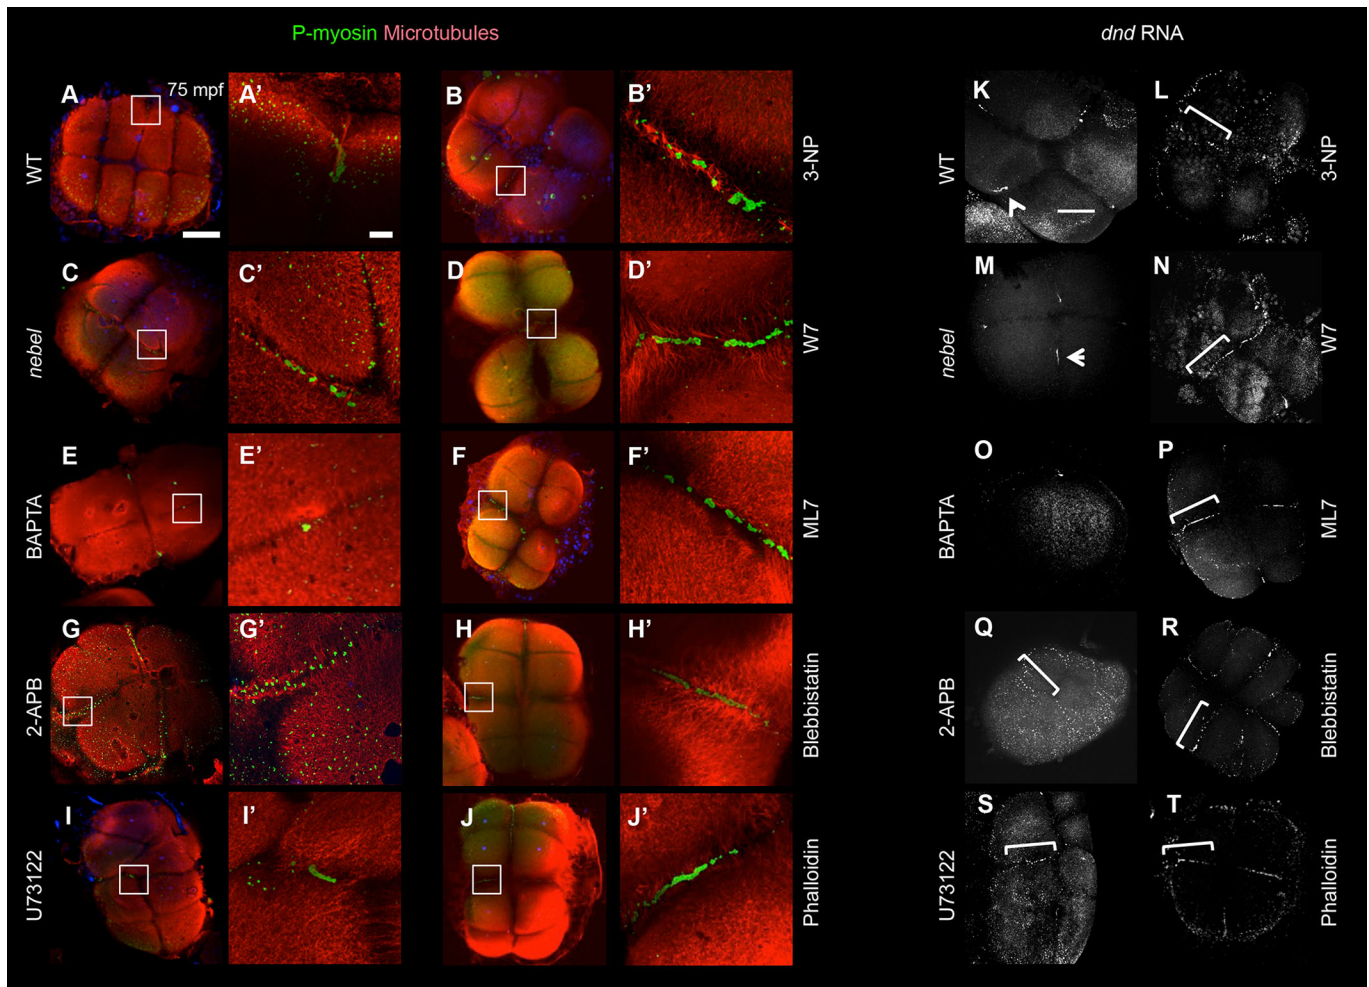 P-myosin Microtubules
dnd RNA
WT
A
75 mpf
A’
B
B’
3-NP
WT
K
L
3-NP
nebel
C
C’
D
D’
W7
nebel
M
N
W7
BAPTA
E
E’
F
F’
ML7
BAPTA
O
P
ML7
2-APB
G
G’
H
H’
Blebbistatin
2-APB
Q
R
Blebbistatin
U73122
I
I’
J
J’
Phalloidin
U73122
S
T
Phalloidin